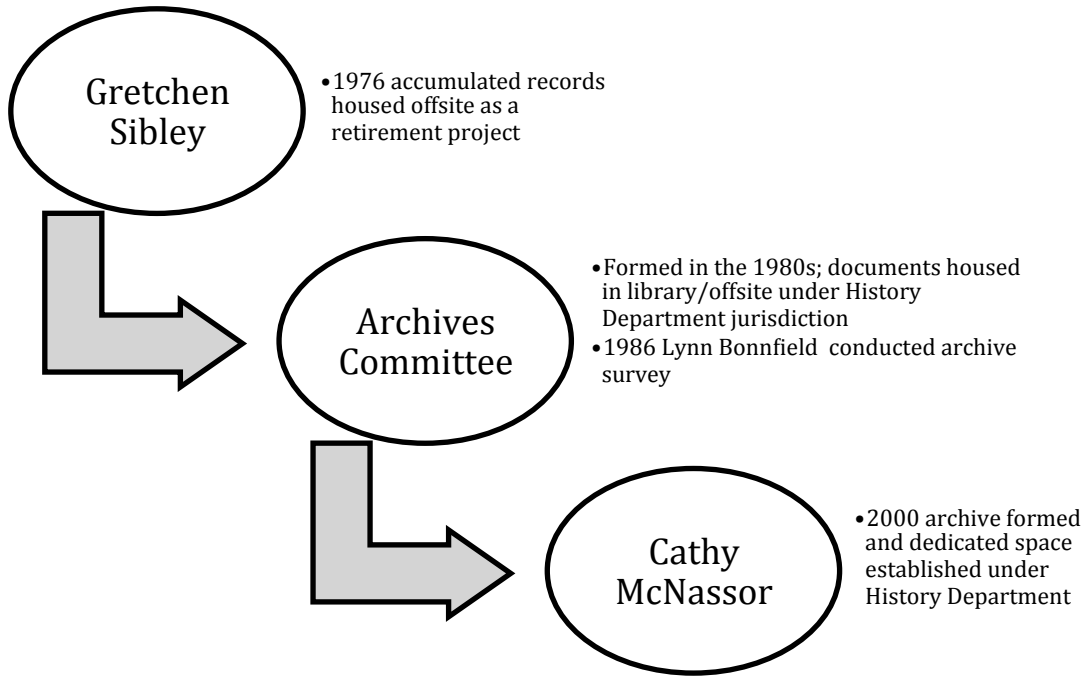 Gretchen
Sibley
•1976 accumulated records
housed offsite as a
retirement project
Archives
Committee
•Formed in the 1980s; documents housed
in library/offsite under History
Department jurisdiction
•1986 Lynn Bonnfield conducted archive
survey
Cathy
McNassor
•2000 archive formed
and dedicated space
established under
History Department